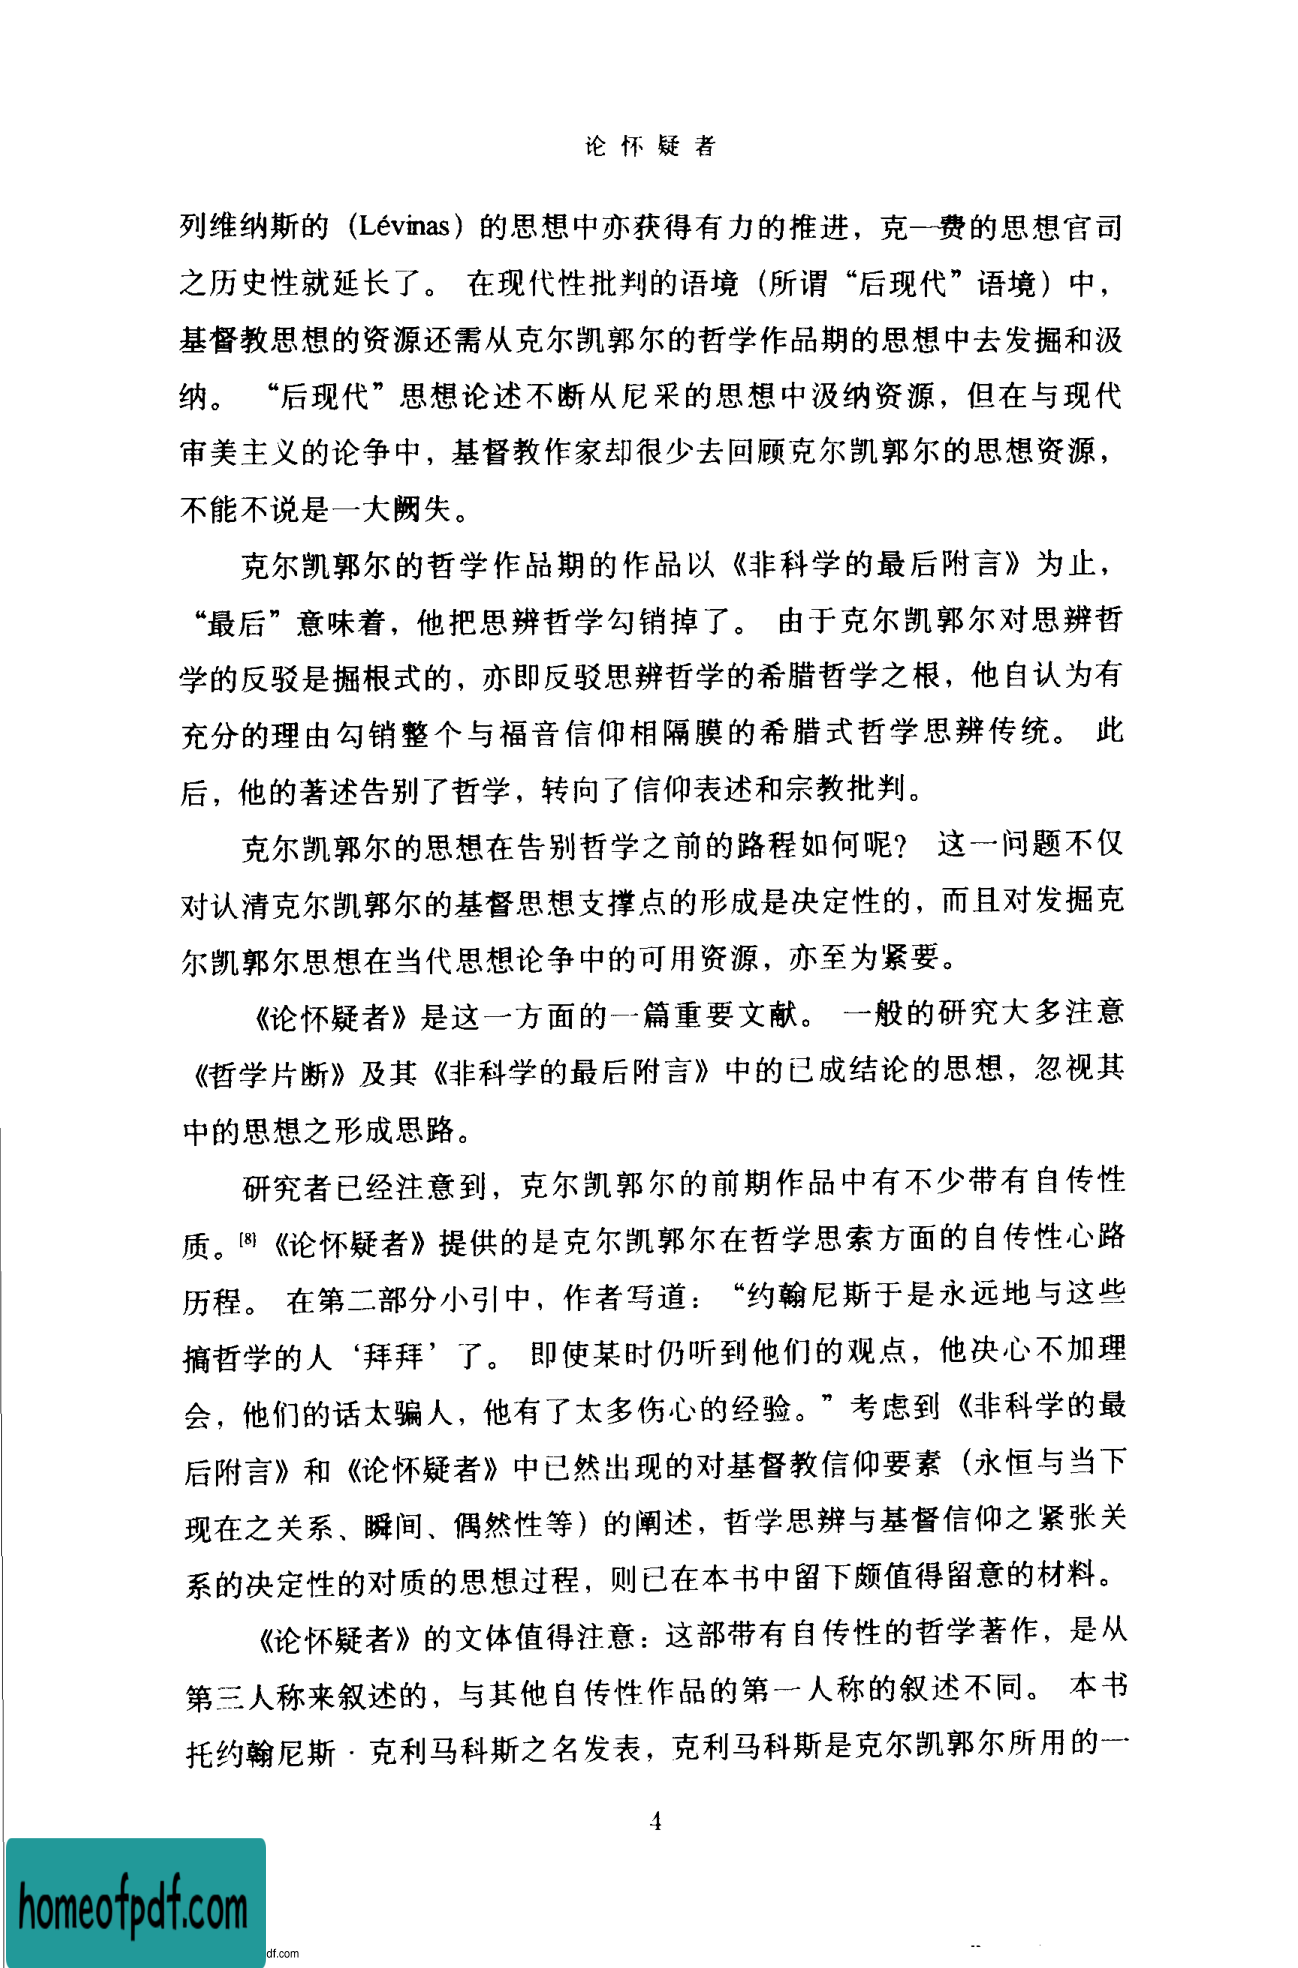 论怀疑者
列维纳斯的（Lévinas）的思想中亦获得有力的推进，克—费的思想官司
之历史性就延长了。 在现代性批判的语境（所谓“后现代”语境）中，
基督教思想的资源还需从克尔凯郭尔的哲学作品期的思想中去发掘和汲
纳。 “后现代”思想论述不断从尼采的思想中汲纳资源，但在与现代
审美主义的论争中，基督教作家却很少去回顾克尔凯郭尔的思想资源，
不能不说是一大阙失。
克尔凯郭尔的哲学作品期的作品以《非科学的最后附言》为止，
“最后”意味着，他把思辨哲学勾销掉了。 由于克尔凯郭尔对思辨哲
学的反驳是掘根式的，亦即反驳思辨哲学的希腊哲学之根，他自认为有
充分的理由勾销整个与福音信仰相隔膜的希腊式哲学思辨传统。 此
后，他的著述告别了哲学，转向了信仰表述和宗教批判。
克尔凯郭尔的思想在告别哲学之前的路程如何呢？ 这一问题不仅
对认清克尔凯郭尔的基督思想支撑点的形成是决定性的，而且对发掘克
尔凯郭尔思想在当代思想论争中的可用资源，亦至为紧要。
《论怀疑者》是这一方面的一篇重要文献。 一般的研究大多注意
《哲学片断》及其《非科学的最后附言》中的已成结论的思想，忽视其
中的思想之形成思路。
研究者已经注意到，克尔凯郭尔的前期作品中有不少带有自传性
质。[8]《论怀疑者》提供的是克尔凯郭尔在哲学思索方面的自传性心路
历程。 在第二部分小引中，作者写道：“约翰尼斯于是永远地与这些
搞哲学的人‘拜拜’了。 即使某时仍听到他们的观点，他决心不加理
会，他们的话太骗人，他有了太多伤心的经验。”考虑到《非科学的最
后附言》和《论怀疑者》中已然出现的对基督教信仰要素（永恒与当下
现在之关系、瞬间、偶然性等）的阐述，哲学思辨与基督信仰之紧张关
系的决定性的对质的思想过程，则已在本书中留下颇值得留意的材料。
《论怀疑者》的文体值得注意：这部带有自传性的哲学著作，是从
第三人称来叙述的，与其他自传性作品的第一人称的叙述不同。 本书
托约翰尼斯·克利马科斯之名发表，克利马科斯是克尔凯郭尔所用的一
4
homeofpdf.com
df.com